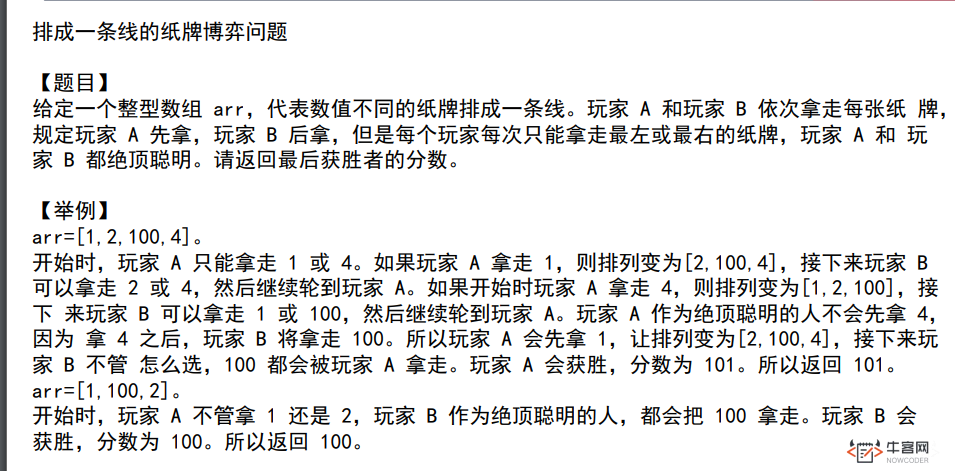 排成一条线的纸牌博弈问题
【题目】
给定一个整型数组 arr，代表数值不同的纸牌排成一条线。玩家 A 和玩家 B 依次拿走每张纸 牌，
规定玩家 A 先拿，玩家 B 后拿，但是每个玩家每次只能拿走最左或最右的纸牌，玩家 A 和 玩
家 B 都绝顶聪明。请返回最后获胜者的分数。
【举例】
arr=[1,2,100,4]。
开始时，玩家 A 只能拿走 1 或 4。如果玩家 A 拿走 1，则排列变为[2,100,4]，接下来玩家 B
可以拿走 2 或 4，然后继续轮到玩家 A。如果开始时玩家 A 拿走 4，则排列变为[1,2,100]，接
下 来玩家 B 可以拿走 1 或 100，然后继续轮到玩家 A。玩家 A 作为绝顶聪明的人不会先拿 4，
因为 拿 4 之后，玩家 B 将拿走 100。所以玩家 A 会先拿 1，让排列变为[2,100,4]，接下来玩
家 B 不管 怎么选，100 都会被玩家 A 拿走。玩家 A 会获胜，分数为 101。所以返回 101。
arr=[1,100,2]。
开始时，玩家 A 不管拿 1 还是 2，玩家 B 作为绝顶聪明的人，都会把 100 拿走。玩家 B 会
获胜，分数为 100。所以返回 100。
牛客网
NOWCODER